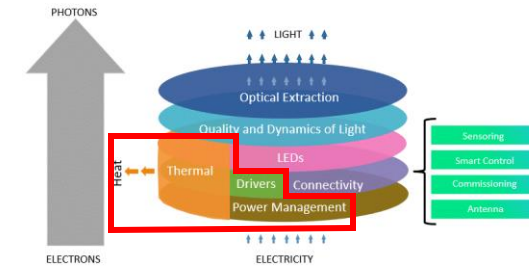 PHOTONS
LIGHT
Optical Extraction
Quality and Dynamics of Light
LEDs
Heat
Thermal
Drivers
Connectivity
Power Management
Sensoring
Smart Control
Commissioning
Antenna
ELECTRONS
ELECTRICITY